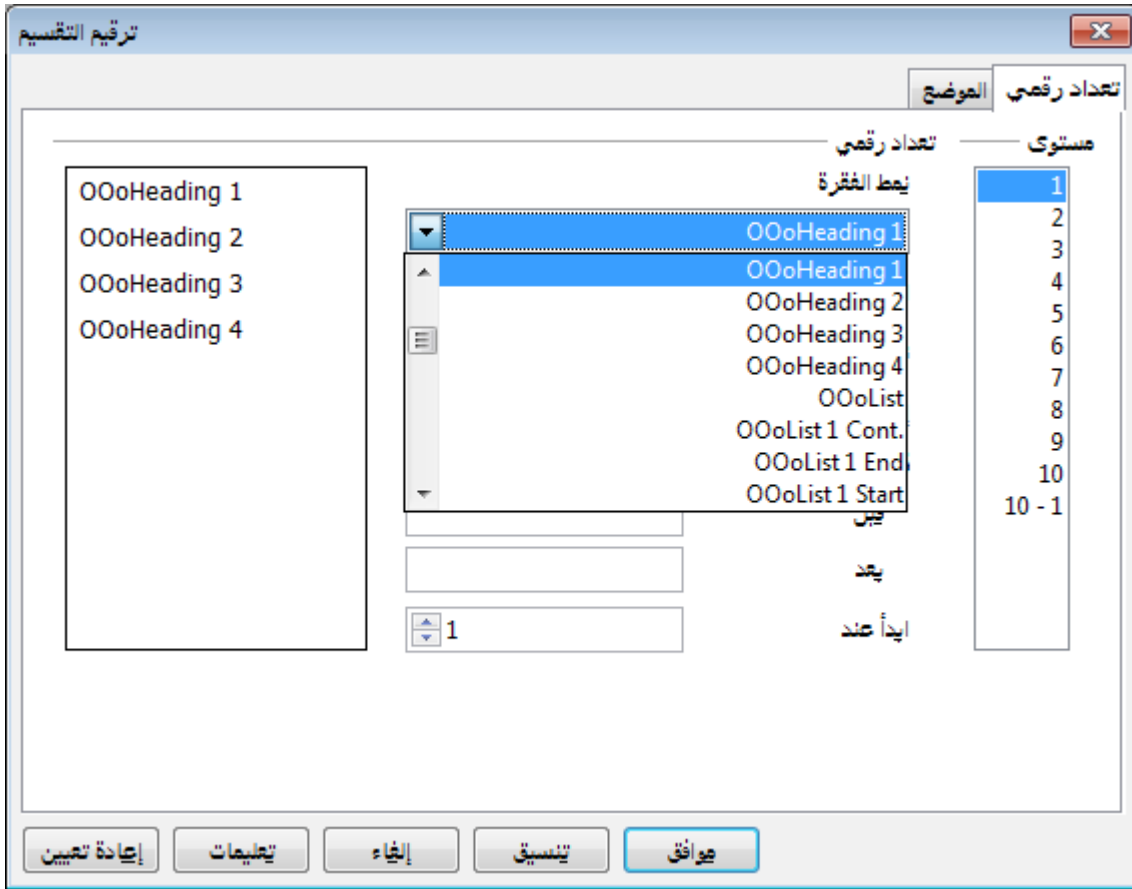 ترقيم التقسيم
تعداد رقمي
الموضع
مستوى
1
2
3
4
5
6
7
8
9
10
1 - 10
تعداد رقمي
نمط الفقرة
OOoHeading 1
OOoHeading 1
OOoHeading 2
OOoHeading 3
OOoHeading 4
OOoList
OOoList 1 Cont.
OOoList 1 End
OOoList 1 Start
قبل
بعد
ابدأ عند
1
OOoHeading 1
OOoHeading 2
OOoHeading 3
OOoHeading 4
موافق
تنسيق
إلغاء
تعليمات
إعادة تعيين